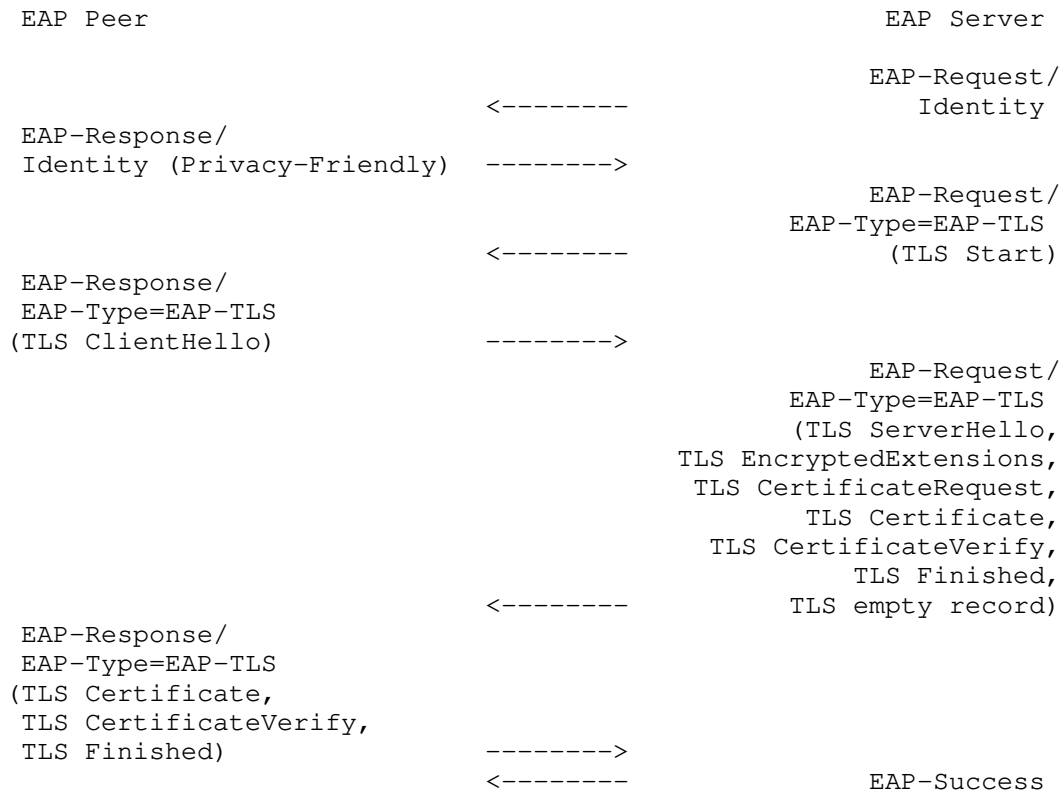 EAP Peer                                              EAP Server
EAP-Request/
<--------                  Identity
EAP-Response/
Identity (Privacy-Friendly)  -------->
EAP-Request/
EAP-Type=EAP-TLS
<--------                (TLS Start)
EAP-Response/
EAP-Type=EAP-TLS
(TLS ClientHello)             -------->
EAP-Request/
EAP-Type=EAP-TLS
(TLS ServerHello,
TLS EncryptedExtensions,
TLS CertificateRequest,
TLS Certificate,
TLS CertificateVerify,
TLS Finished,
<--------          TLS empty record)
EAP-Response/
EAP-Type=EAP-TLS
(TLS Certificate,
TLS CertificateVerify,
TLS Finished)                -------->
<--------               EAP-Success